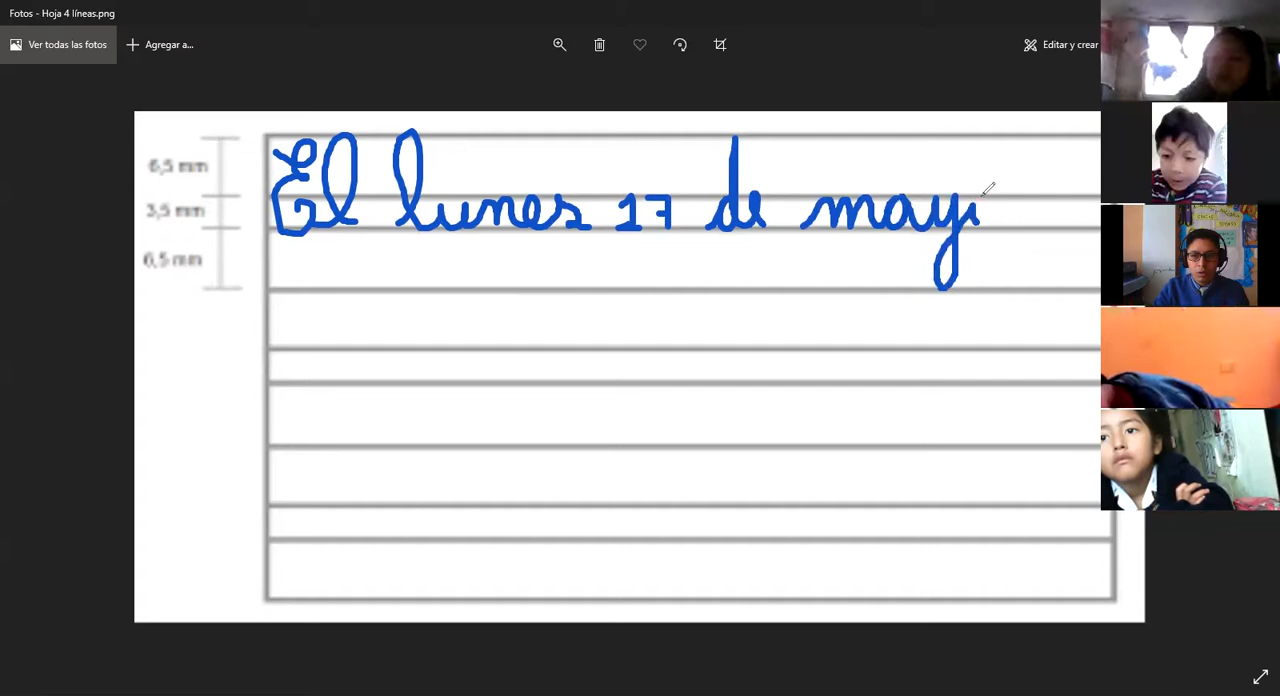 Fotos - Hoja 4 líneas.png
Ver todas las fotos
Agregar a...
Editar y crear
6,5 mm
3,5 mm
6,5 mm
El lunes 17 de may